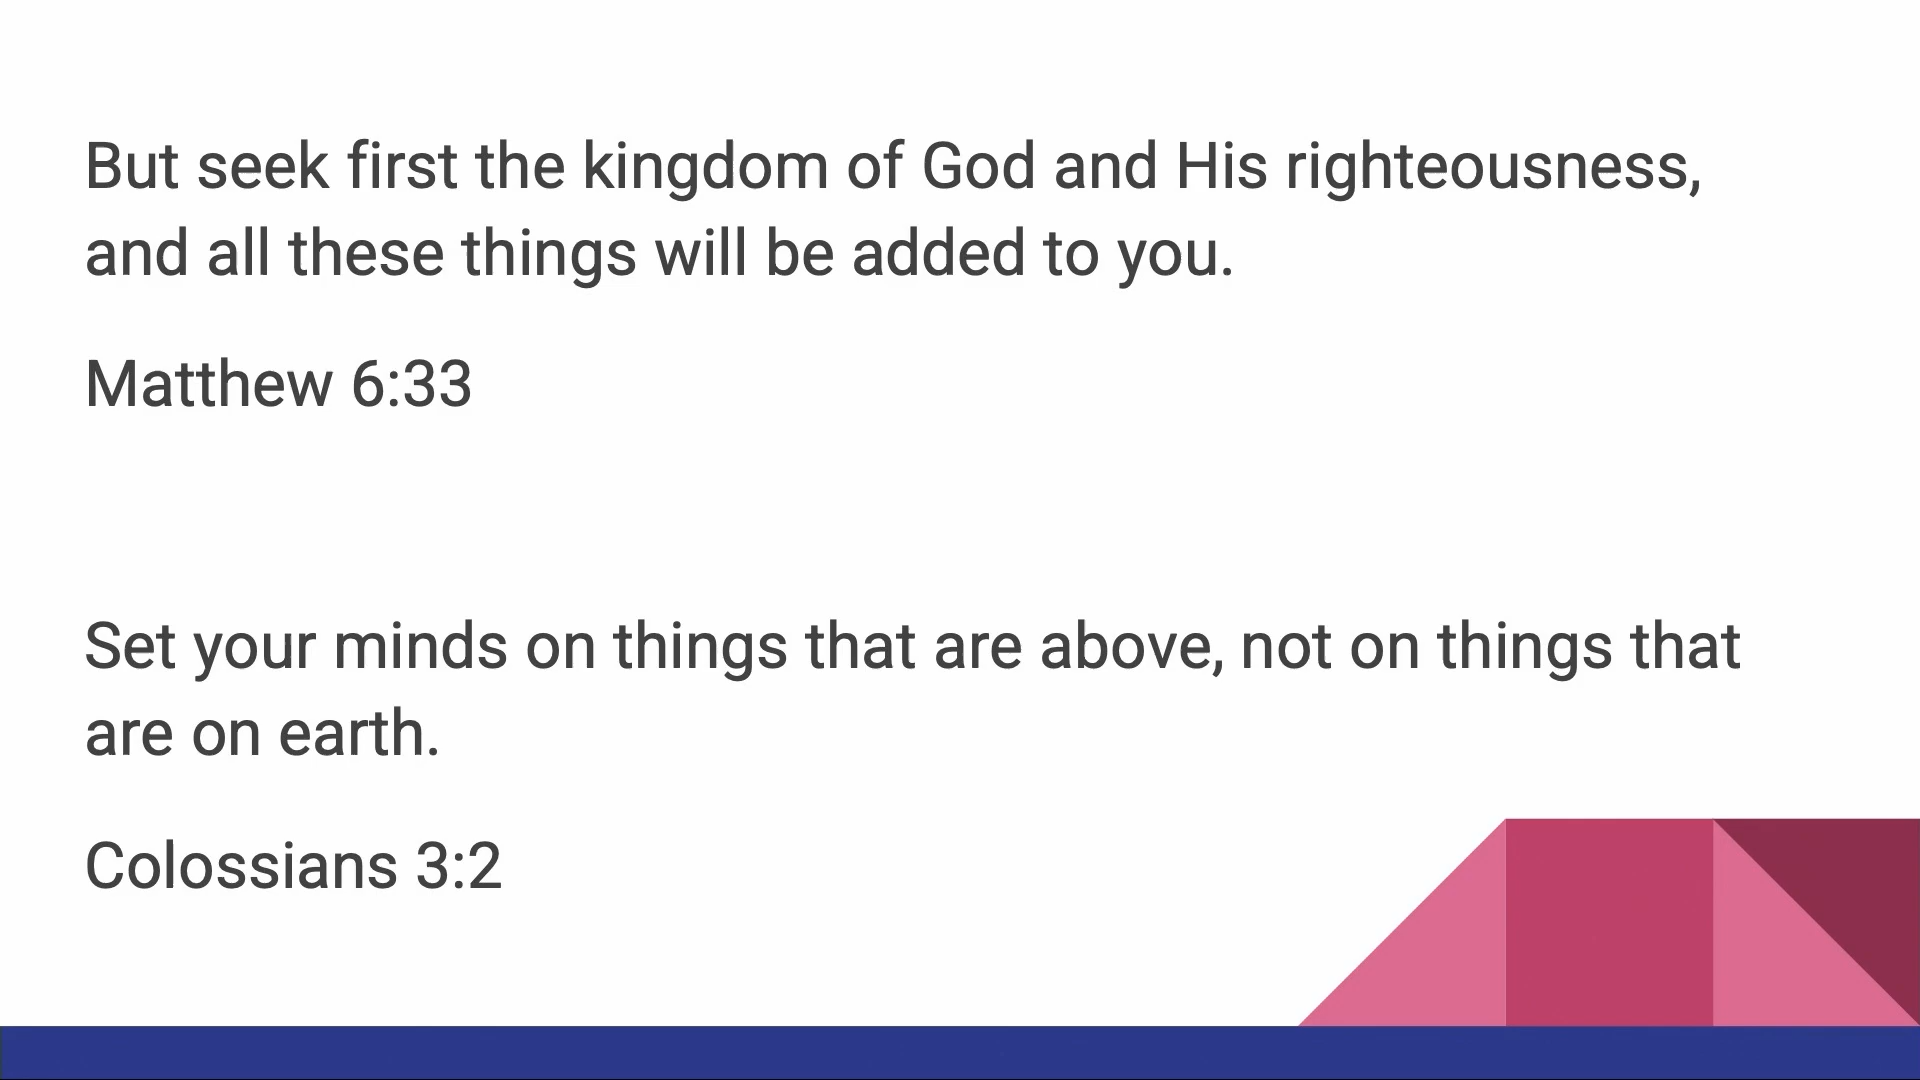 But seek first the kingdom of God and His righteousness,
and all these things will be added to you.
Matthew 6:33
Set your minds on things that are above, not on things that
are on earth.
Colossians 3:2